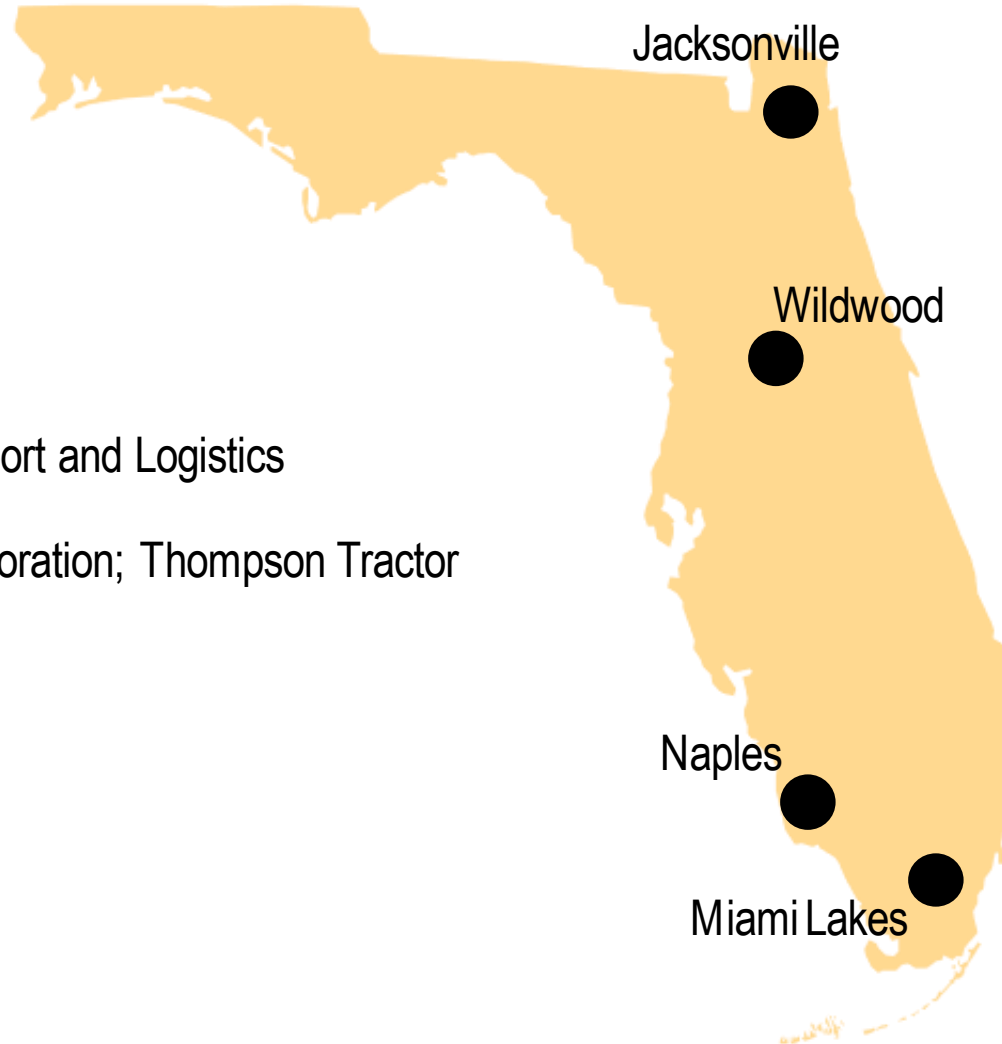 Jacksonville
Wildwood
ort and Logistics
oration; Thompson Tractor
Naples
Miami Lakes